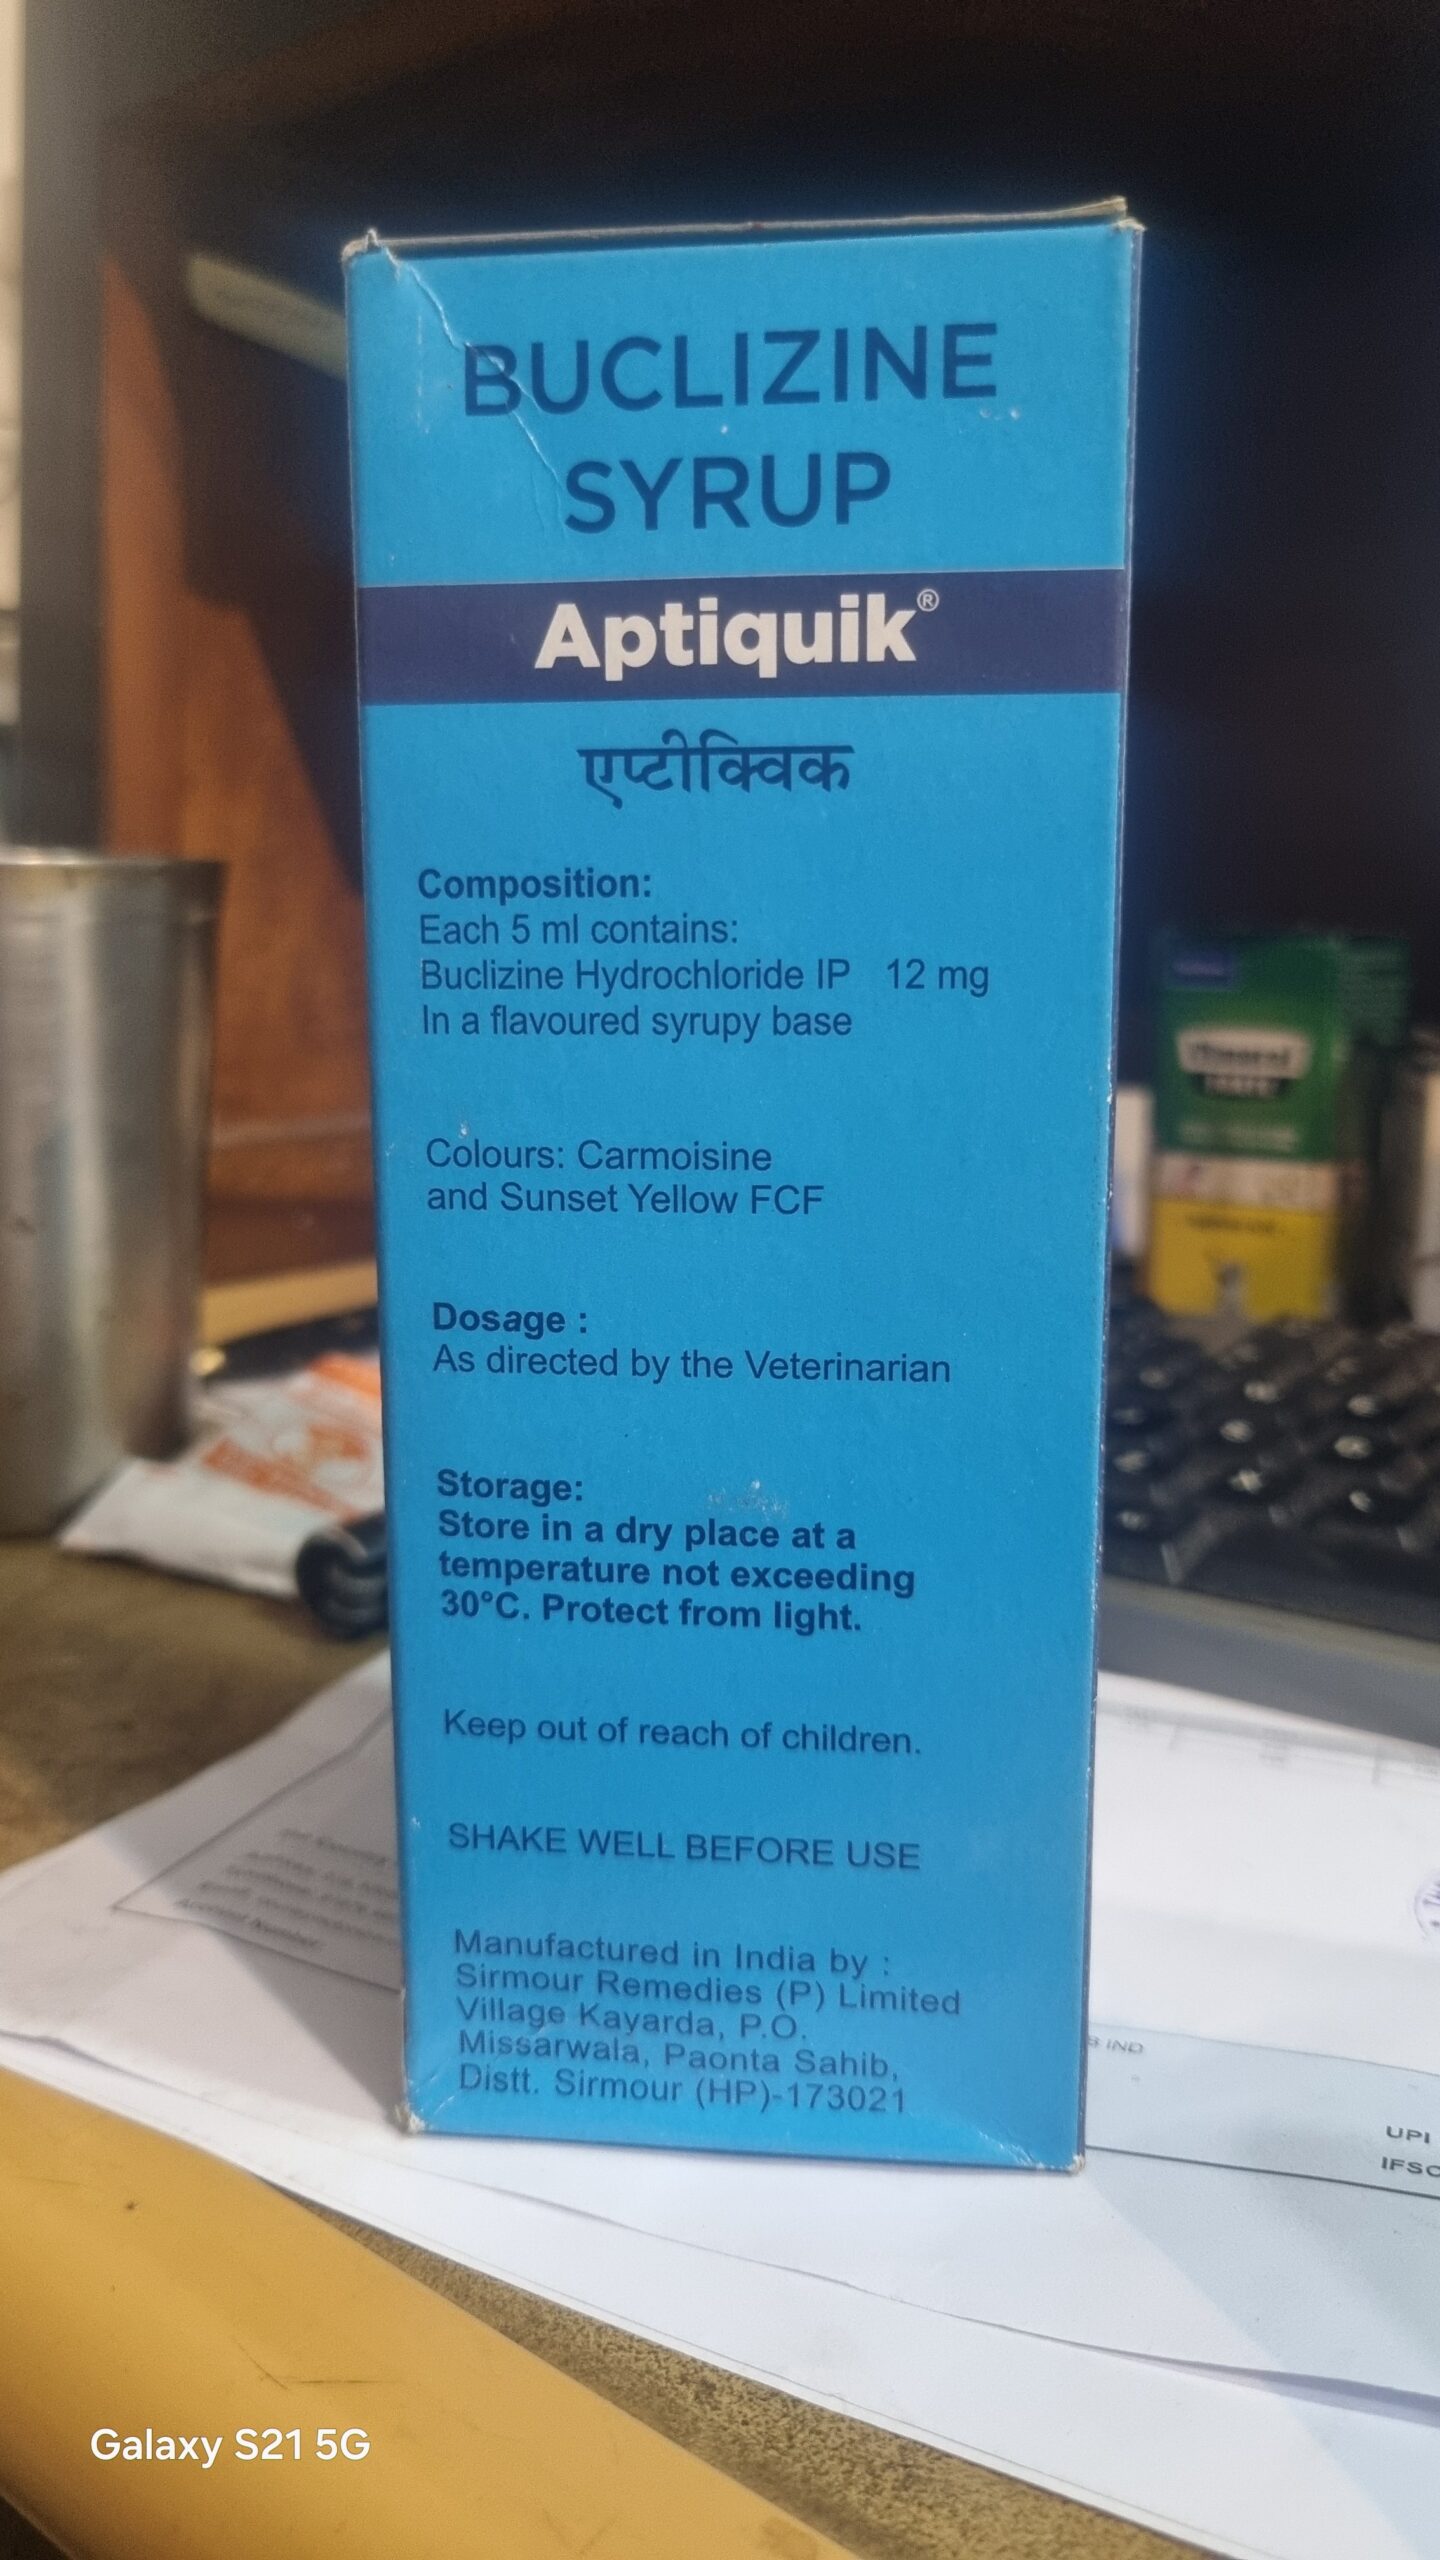 BUCLIZINE
SYRUP
Aptiquik®
एप्टीक्विक
Composition:
Each 5 ml contains:
Buclizine Hydrochloride IP 12 mg
In a flavoured syrupy base
Colours: Carmoisine
and Sunset Yellow FCF
Dosage :
As directed by the Veterinarian
Storage:
Store in a dry place at a
temperature not exceeding
30°C. Protect from light.
Keep out of reach of children.
SHAKE WELL BEFORE USE
Manufactured in India by :
Sirmour Remedies (P) Limited
Village Kayarda, P.O.
Missarwala, Paonta Sahib,
Distt. Sirmour (HP)-173021
IND
UPI
IFSC
Galaxy S21 5G